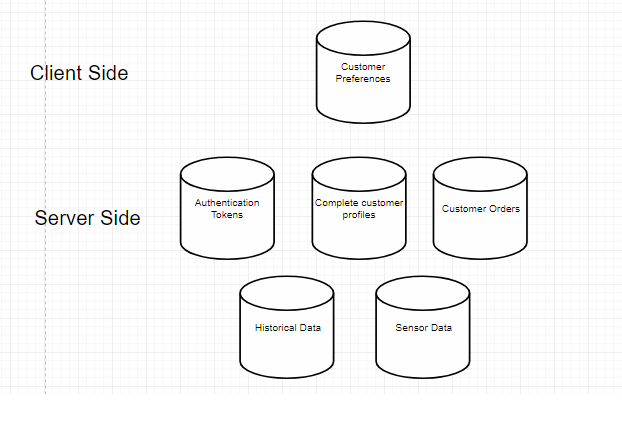 Client Side
Customer
Preferences
Server Side
Authentication
Tokens
Complete customer
profiles
Customer Orders
Historical Data
Sensor Data